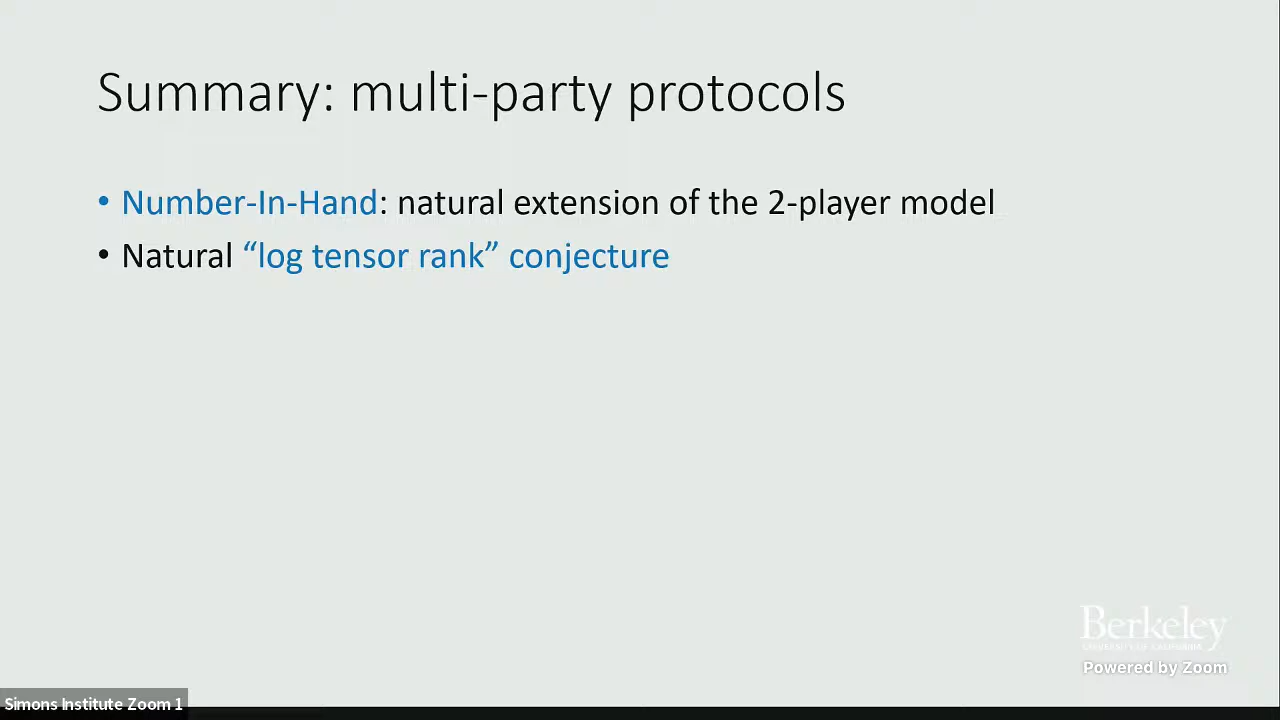 Summary: multi-party protocols
• Number-In-Hand: natural extension of the 2-player model
• Natural “log tensor rank” conjecture
Berkeley
UNIVERSITY OF CALIFORNIA
Powered by Zoom
Simons Institute Zoom 1